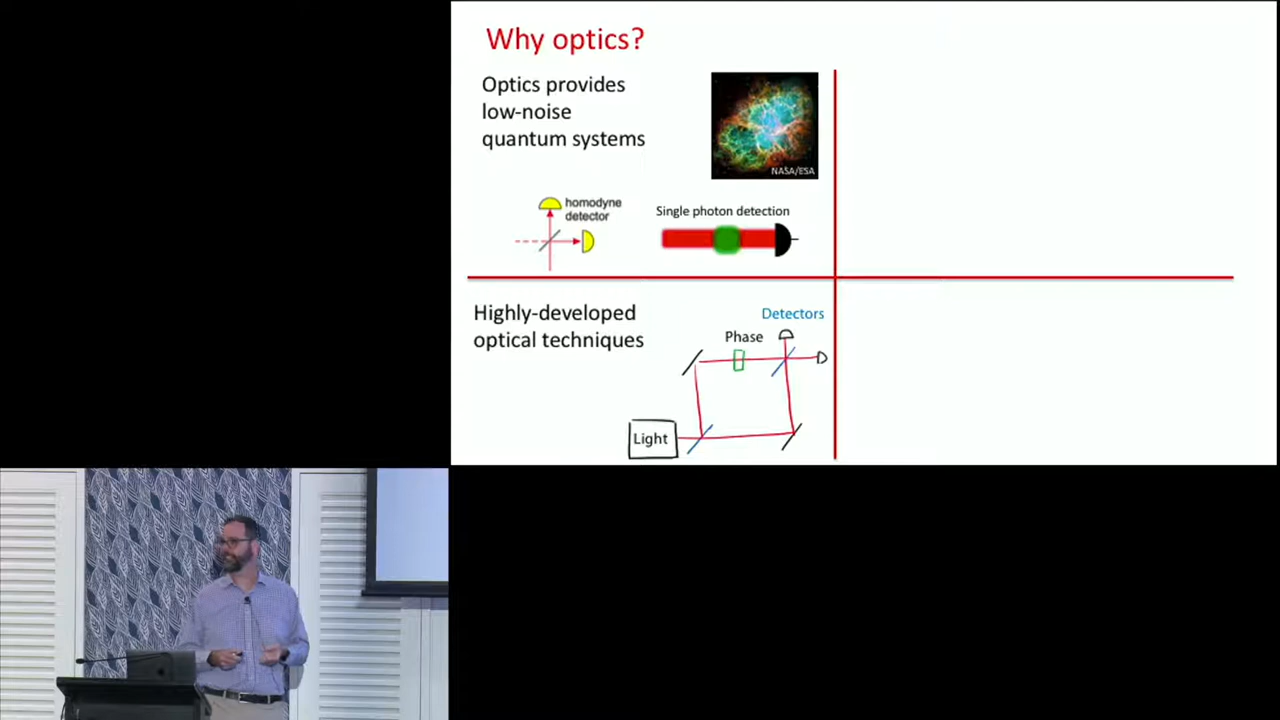 Why optics?
Optics provides
low-noise
quantum systems
NASA/ESA
homodyne
detector
Single photon detection
Highly-developed
optical techniques
Detectors
Phase
Light